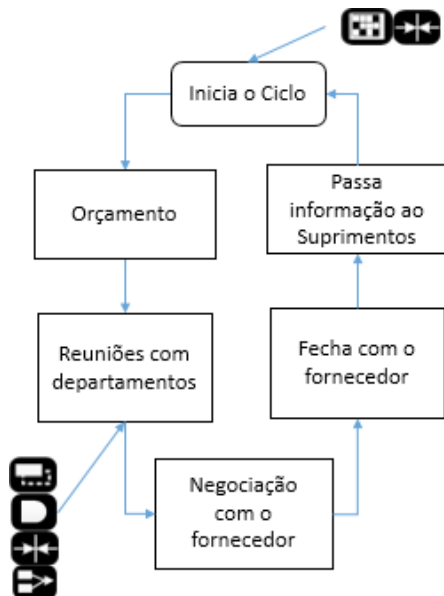 Inicia o Ciclo
Orçamento
Passa
informação ao
Suprimentos
Reuniões com
departamentos
Fecha com o
fornecedor
Negociação
com o
fornecedor